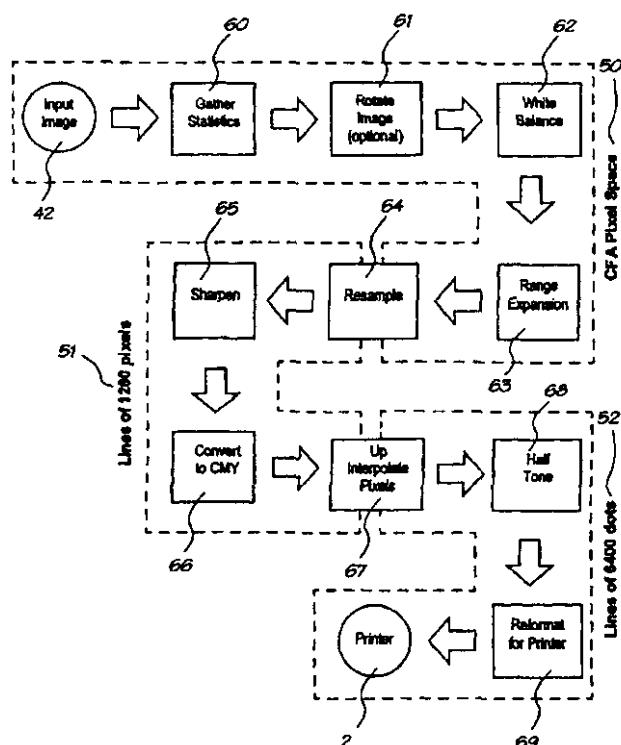 60
61
62
50
Input
Image
Gather
Statistics
Rotate
Image
(optional)
White
Balance
42
CFA Pixel Space
65
64
Sharpen
Resample
Range
Expansion
63
51
Lines of 1280 pixels
68
52
Convert
to CMY
Up
Interpolate
Pixels
Half
Tone
66
67
Lines of 6400 dots
Printer
Reformat
for Printer
2
69